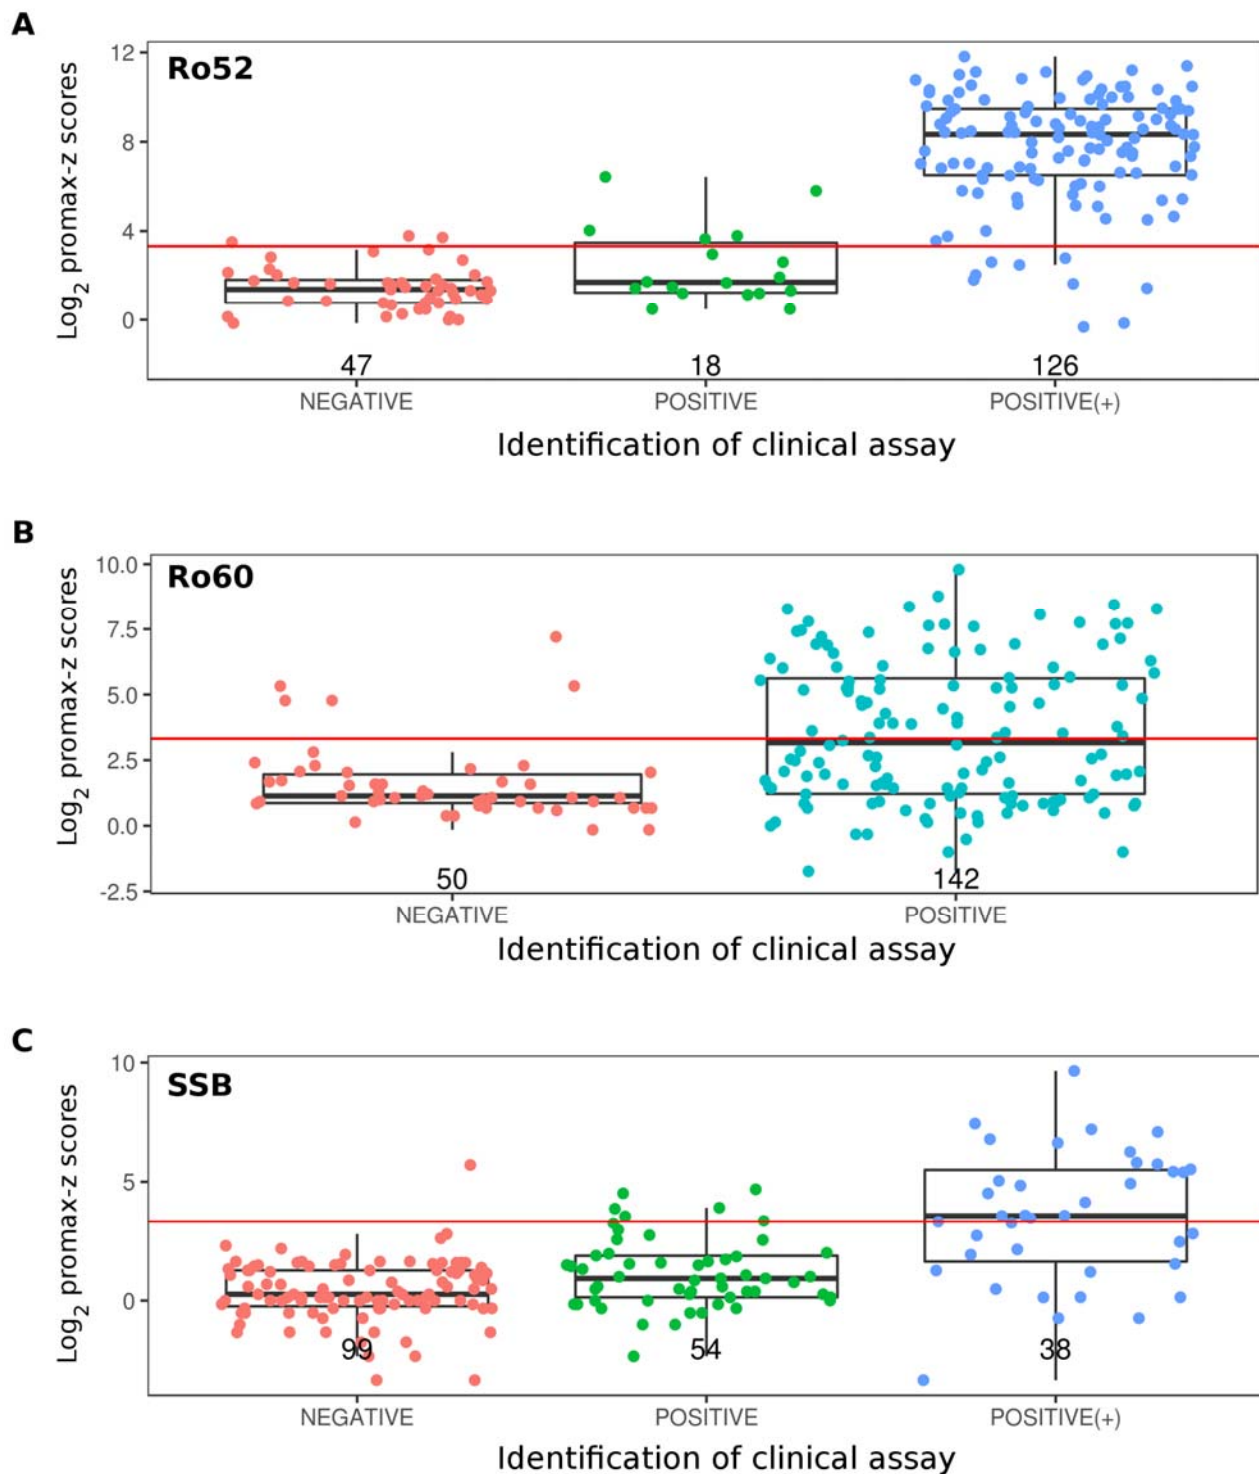 A
Ro52
Log2 promax-z scores
12
8
4
0
47 18 126
NEGATIVE POSITIVE POSITIVE(+)
Identification of clinical assay
B
Ro60
Log2 promax-z scores
10.0
7.5
5.0
2.5
0.0
-2.5
50 142
NEGATIVE POSITIVE
Identification of clinical assay
C
SSB
Log2 promax-z scores
10
5
0
99 54 38
NEGATIVE POSITIVE POSITIVE(+)
Identification of clinical assay